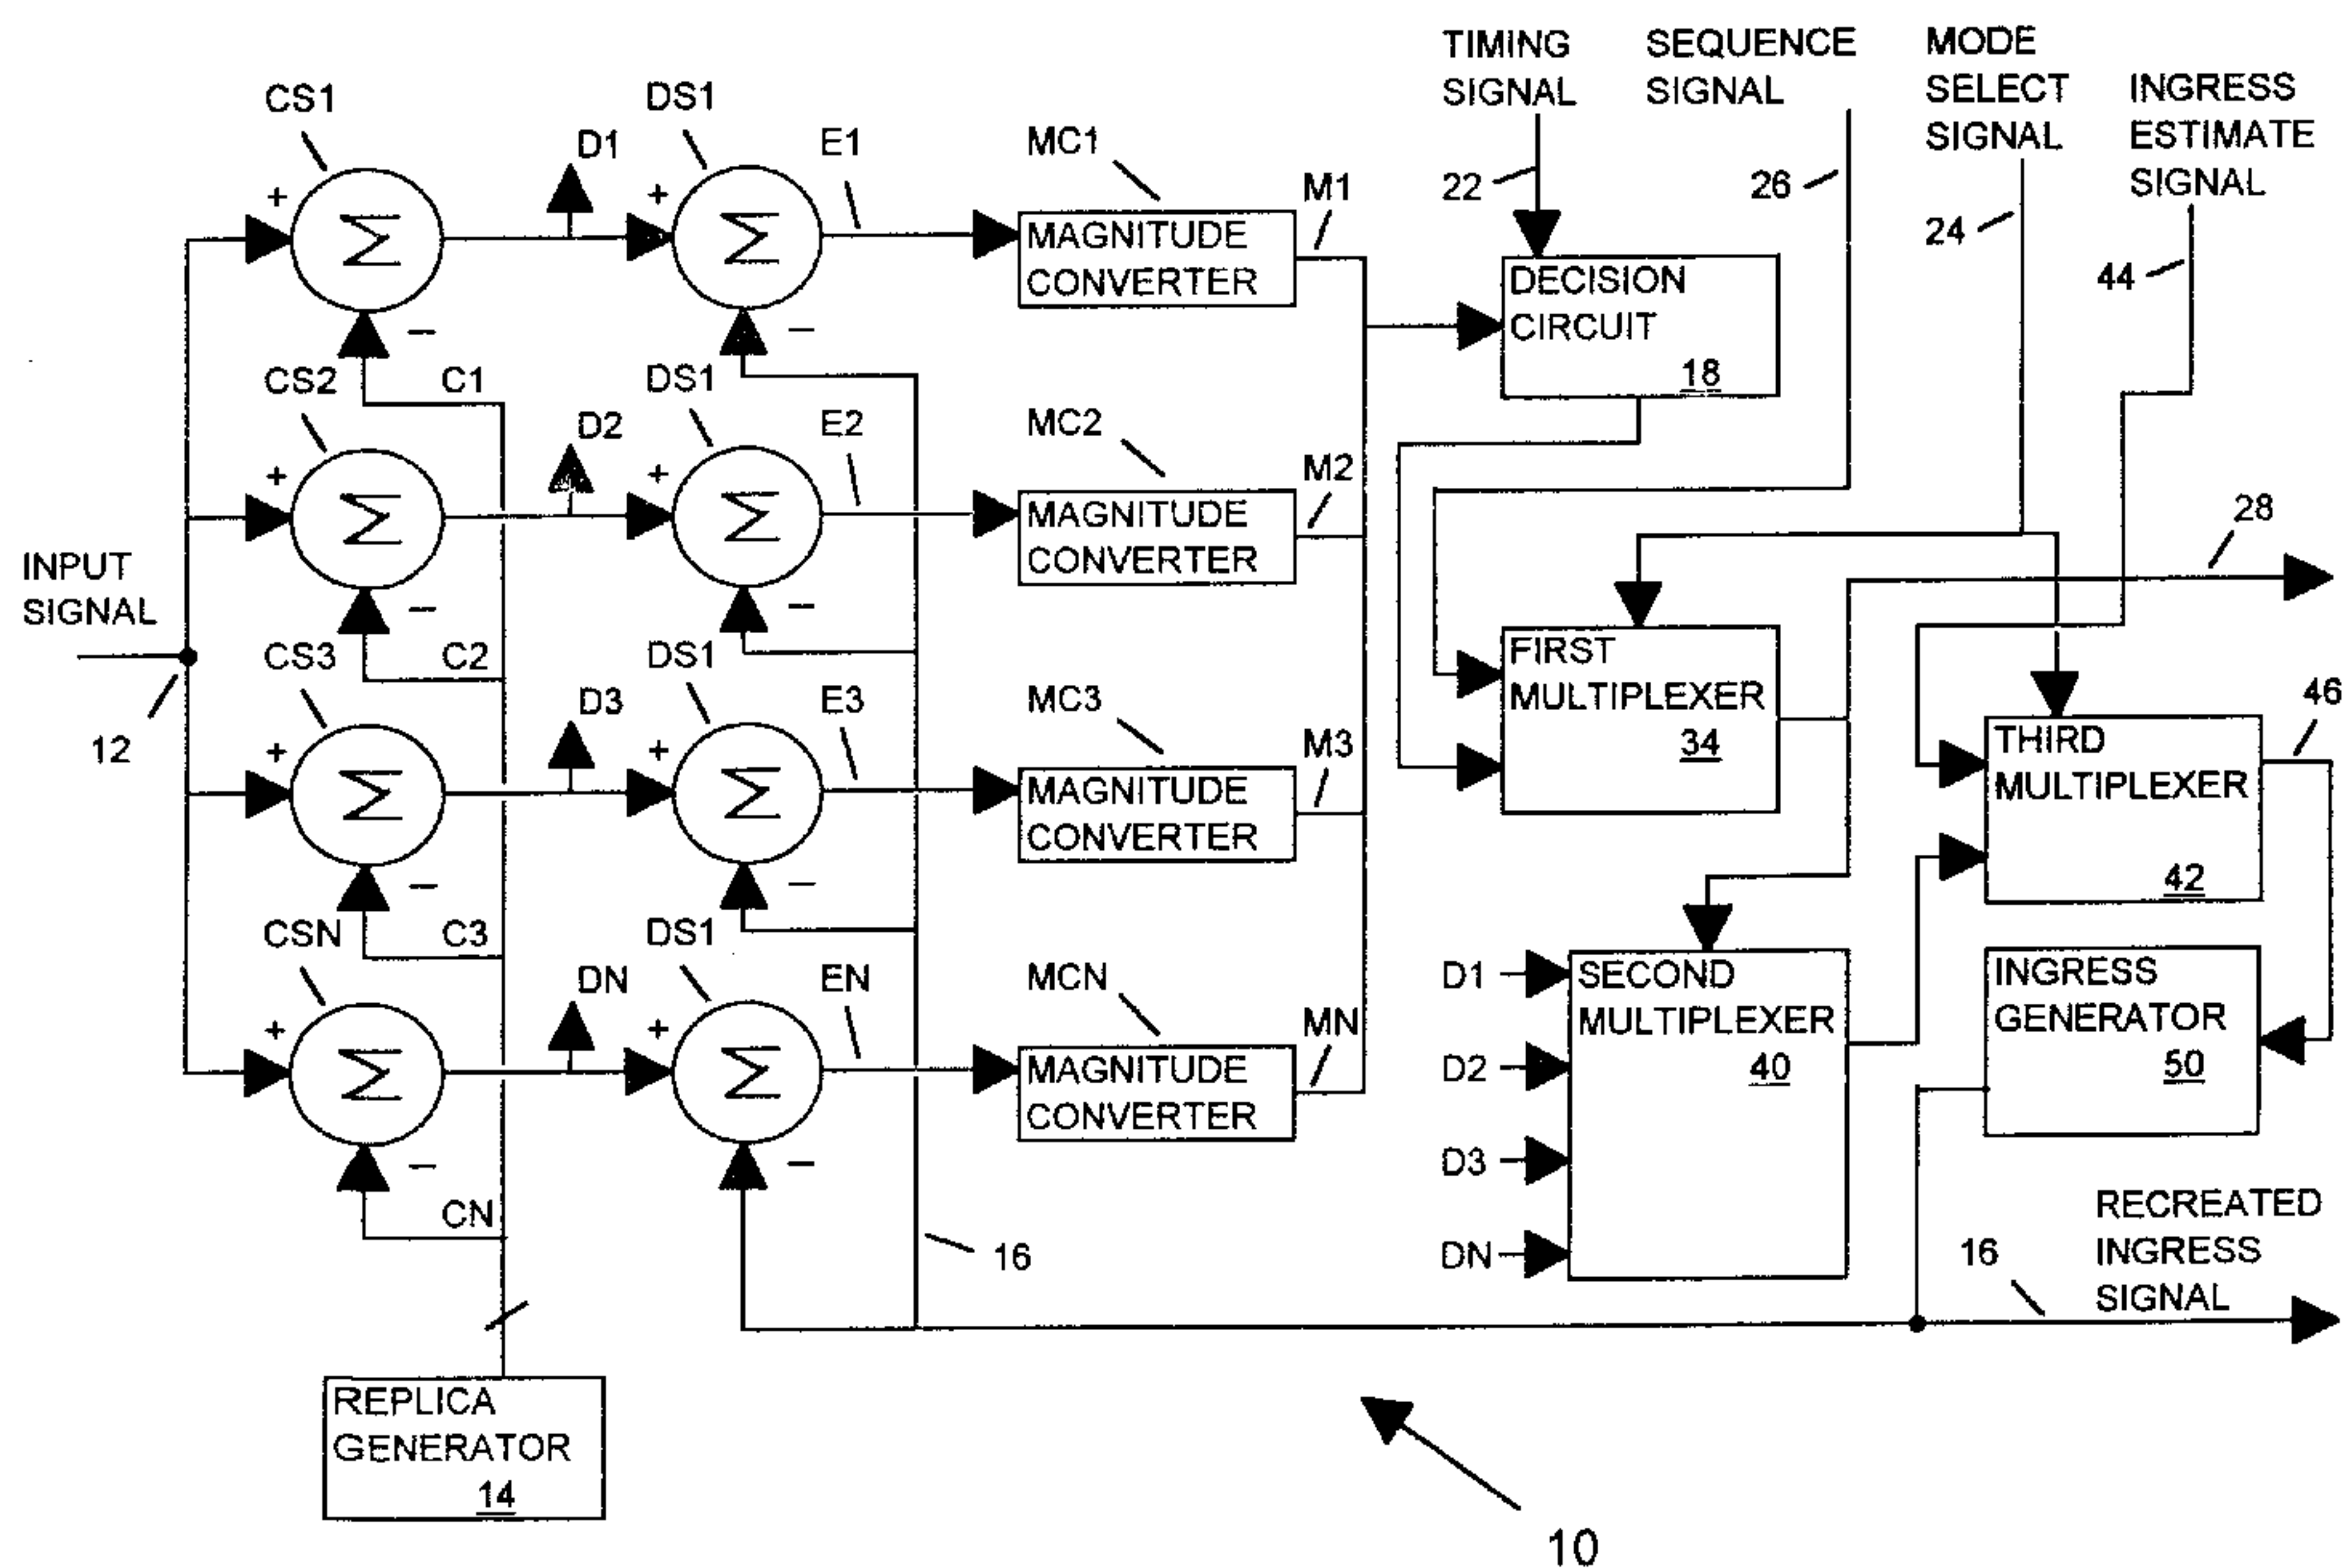 TIMING
SIGNAL
SEQUENCE
SIGNAL
MODE
SELECT
SIGNAL
INGRESS
ESTIMATE
SIGNAL
22
26
24
44
CS1
D1
DS1
E1
MC1
M1
+
Σ
−
+
Σ
−
MAGNITUDE
CONVERTER
DECISION
CIRCUIT
18
C1
CS2
D2
DS1
E2
MC2
M2
+
Σ
−
+
Σ
−
MAGNITUDE
CONVERTER
28
INPUT
SIGNAL
12
C2
CS3
D3
DS1
E3
MC3
M3
+
Σ
−
+
Σ
−
MAGNITUDE
CONVERTER
FIRST
MULTIPLEXER
34
THIRD
MULTIPLEXER
42
46
C3
CSN
DN
DS1
EN
MCN
MN
+
Σ
−
+
Σ
−
MAGNITUDE
CONVERTER
CN
D1
D2
D3
DN
SECOND
MULTIPLEXER
40
INGRESS
GENERATOR
50
16
16
RECREATED
INGRESS
SIGNAL
REPLICA
GENERATOR
14
10